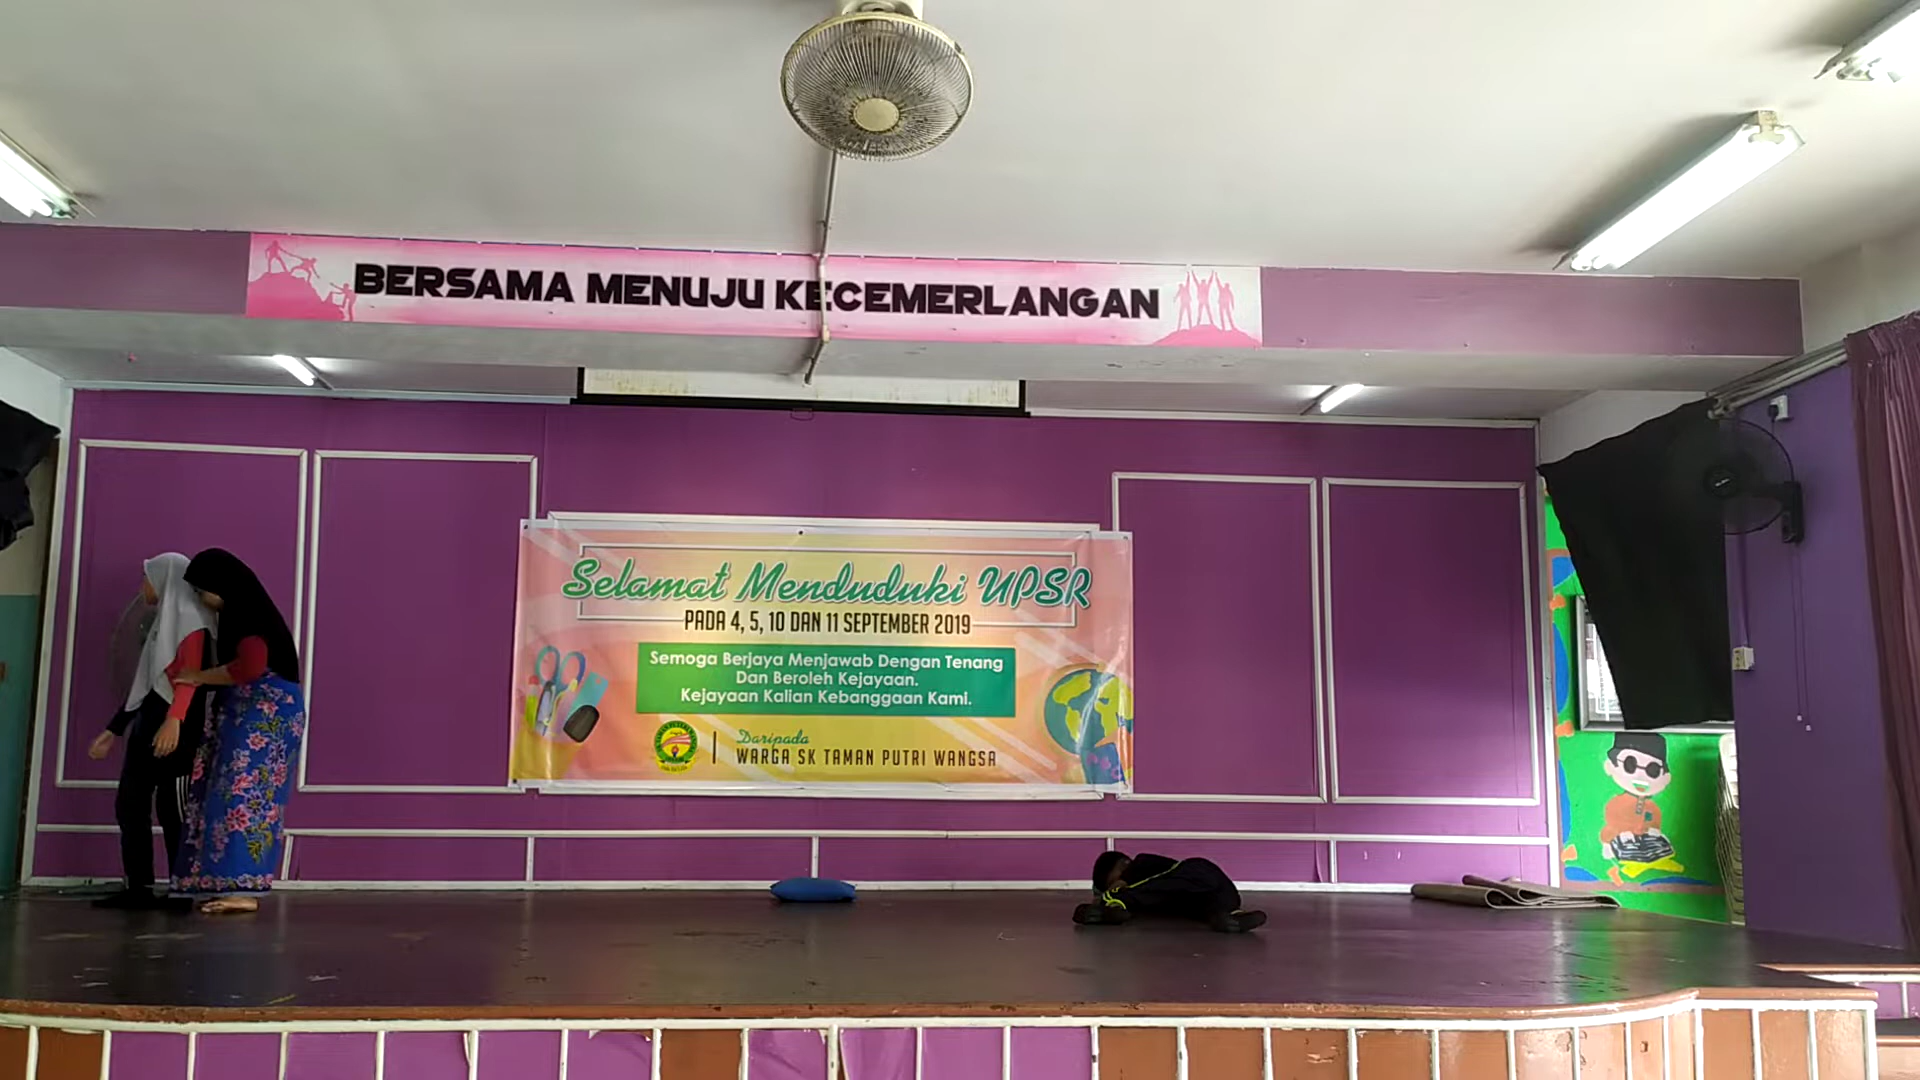 BERSAMA MENUJU KECEMERLANGAN
Selamat Menduduki UPSR
PADA 4, 5, 10 DAN 11 SEPTEMBER 2019
Semoga Berjaya Menjawab Dengan Tenang
Dan Beroleh Kejayaan.
Kejayaan Kalian Kebanggaan Kami.
Daripada
WARGA SK TAMAN PUTRI WANGSA